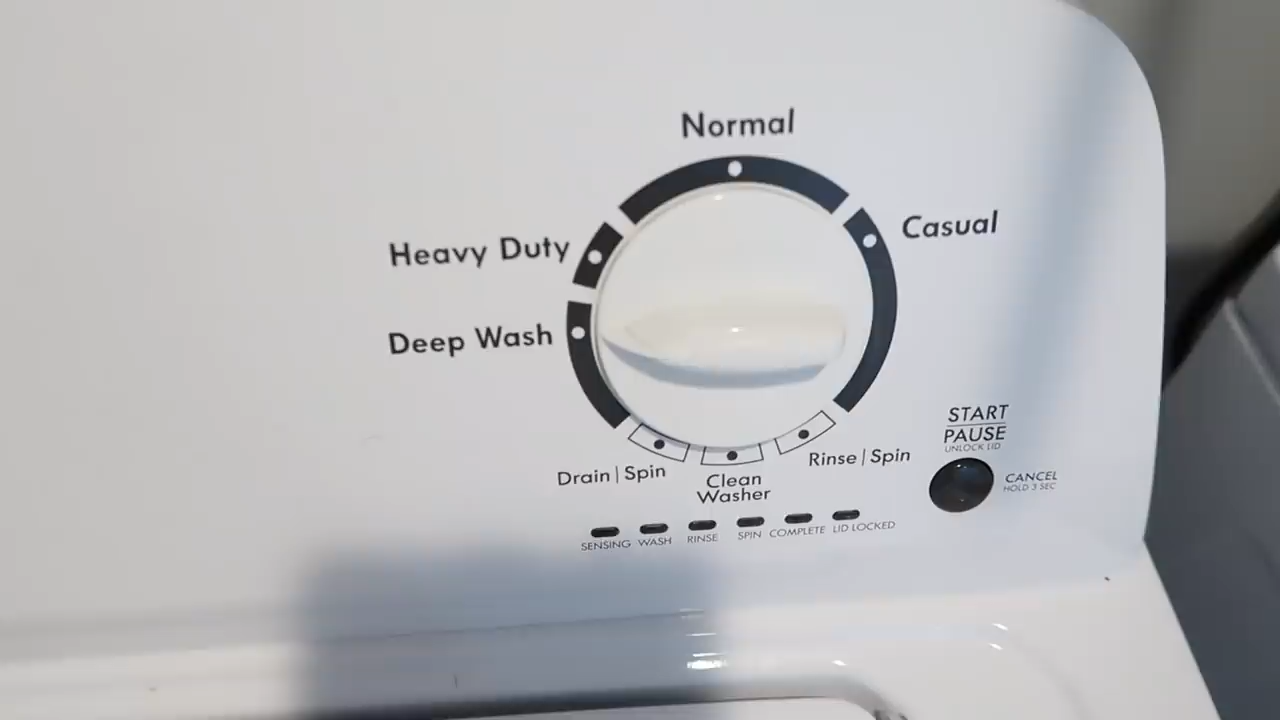 Normal
Casual
Heavy Duty
Deep Wash
Drain | Spin
Clean
Washer
Rinse | Spin
START
PAUSE
UNLOCK LID
CANCEL
HOLD 3 SEC
SENSING WASH RINSE SPIN COMPLETE LID LOCKED